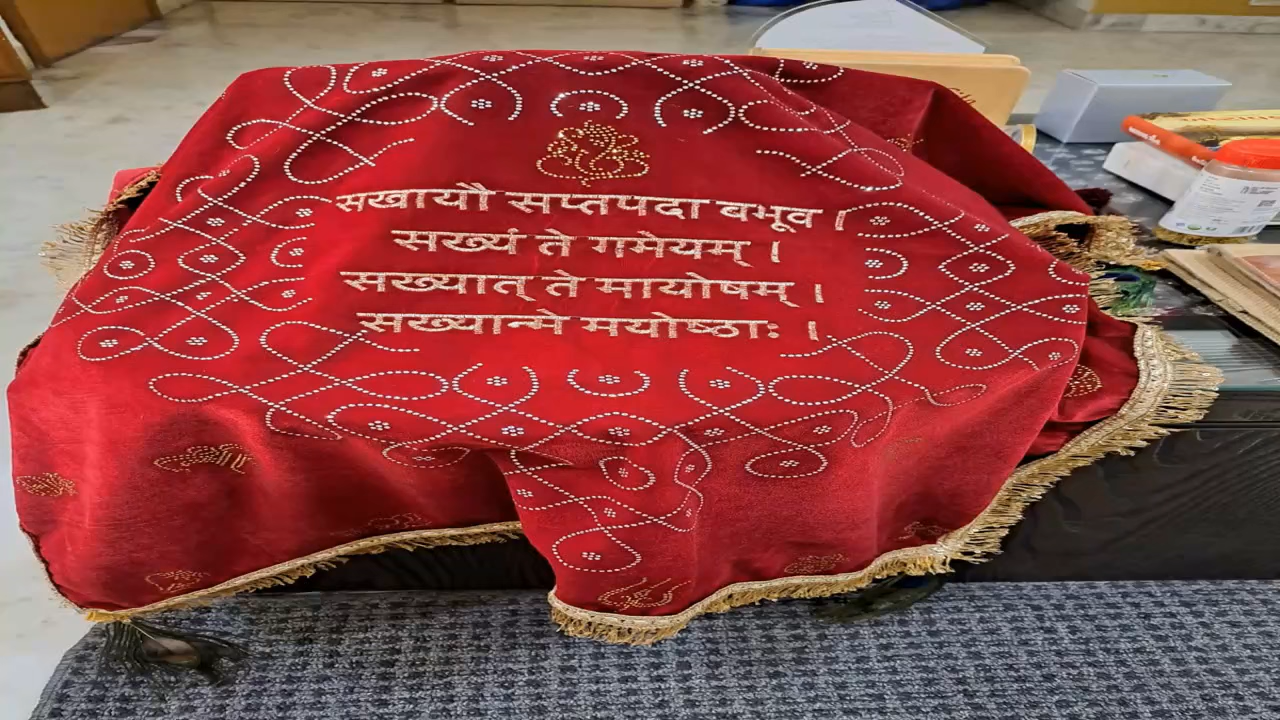 सखायौ सप्तपदा बभूव ।
सख्यं ते गमेयम् ।
सख्यात् ते मायोषम् ।
सख्यान्मे मयोष्ठाः ।